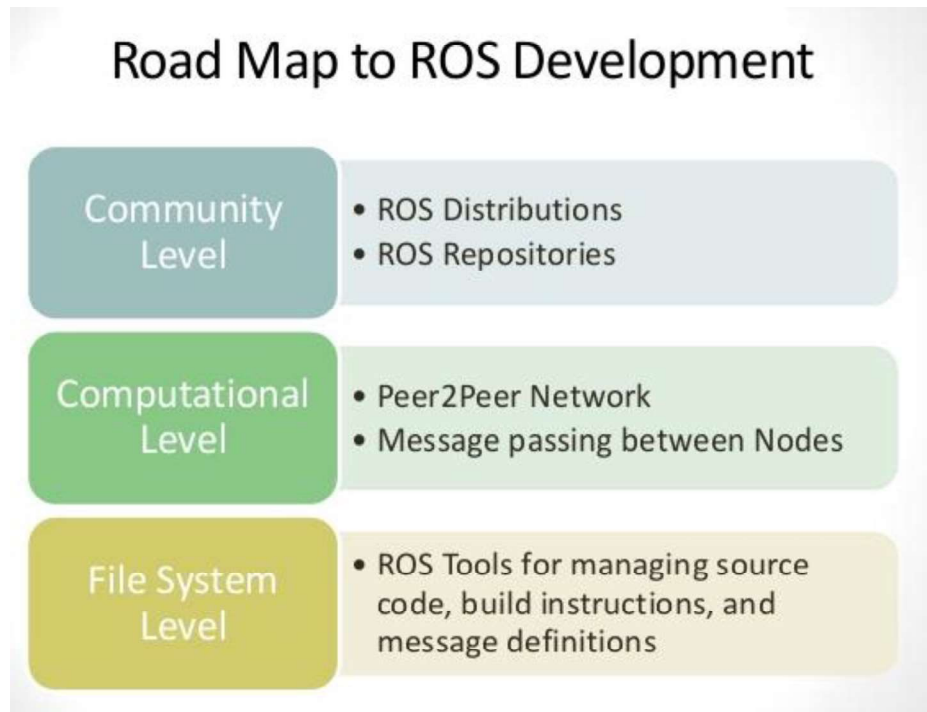 Road Map to ROS Development
Community
Level
• ROS Distributions
• ROS Repositories
Computational
Level
• Peer2Peer Network
• Message passing between Nodes
File System
Level
• ROS Tools for managing source
code, build instructions, and
message definitions